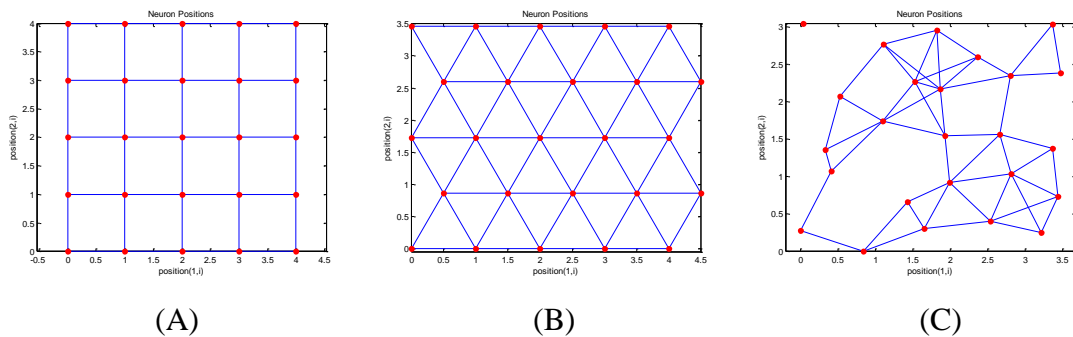 Neuron Positions
4
3.5
3
2.5
2
1.5
1
0.5
0
position(2,i)
-0.5 0 0.5 1 1.5 2 2.5 3 3.5 4 4.5
position(1,i)
(A)
Neuron Positions
3.5
3
2.5
2
1.5
1
0.5
0
position(2,i)
0 0.5 1 1.5 2 2.5 3 3.5 4 4.5
position(1,i)
(B)
Neuron Positions
3
2.5
2
1.5
1
0.5
0
position(2,i)
0 0.5 1 1.5 2 2.5 3 3.5
position(1,i)
(C)